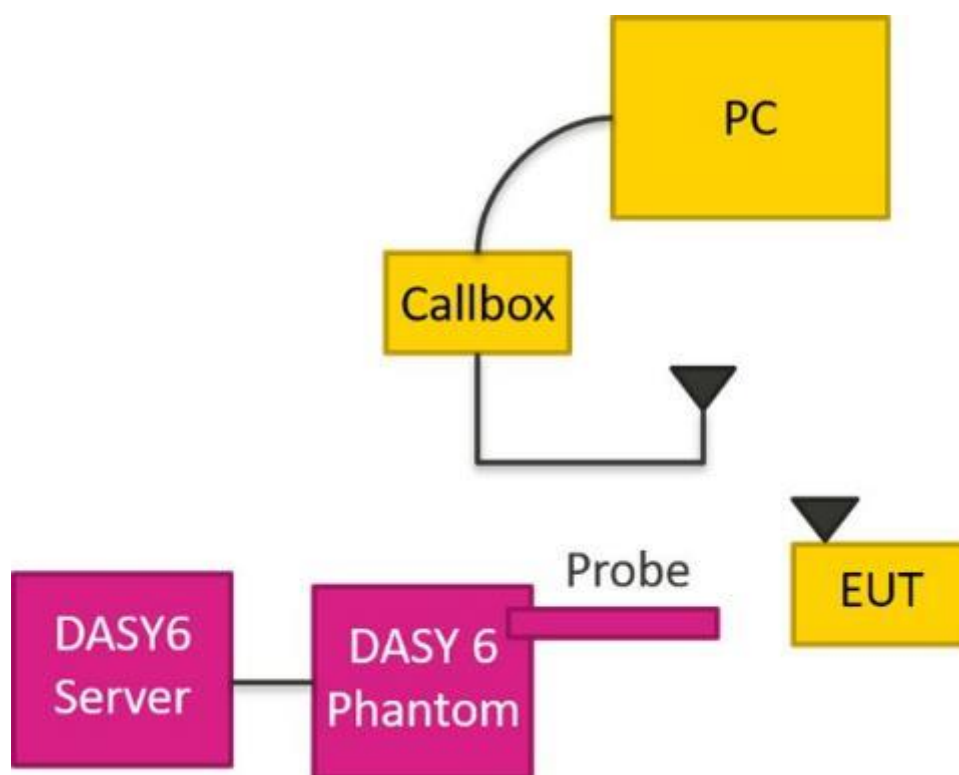 PC
Callbox
Probe
EUT
DASY6
Server
DASY 6
Phantom